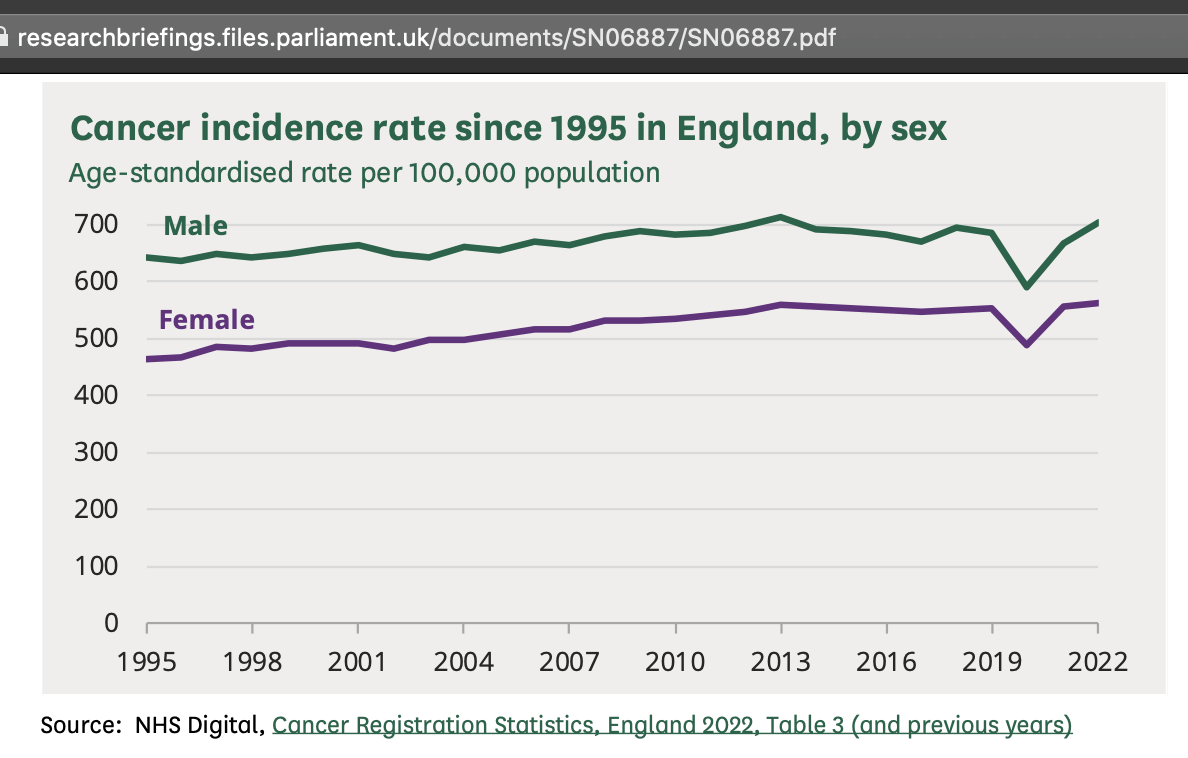 researchbriefings.files.parliament.uk/documents/SN06887/SN06887.pdf
Cancer incidence rate since 1995 in England, by sex
Age-standardised rate per 100,000 population
700
Male
600
Female
500
400
300
200
100
0
1995 1998 2001 2004 2007 2010 2013 2016 2019 2022
Source: NHS Digital, Cancer Registration Statistics, England 2022, Table 3 (and previous years)